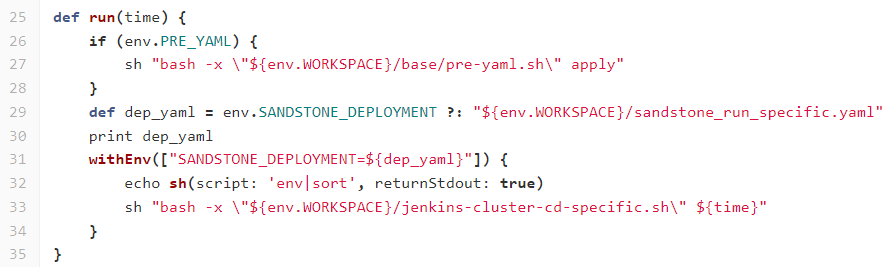 25 def run(time) {
26     if (env.PRE_YAML) {
27         sh "bash -x \"${env.WORKSPACE}/base/pre-yaml.sh\" apply"
28     }
29     def dep_yaml = env.SANDSTONE_DEPLOYMENT ?: "${env.WORKSPACE}/sandstone_run_specific.yaml"
30     print dep_yaml
31     withEnv(["SANDSTONE_DEPLOYMENT=${dep_yaml}"]) {
32         echo sh(script: 'env|sort', returnStdout: true)
33         sh "bash -x \"${env.WORKSPACE}/jenkins-cluster-cd-specific.sh\" ${time}"
34     }
35 }